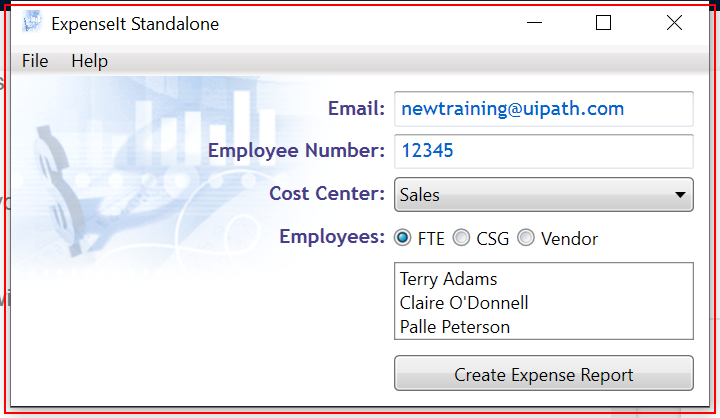 ExpenseIt Standalone
File Help
Email: newtraining@uipath.com
Employee Number: 12345
Cost Center: Sales
Employees: FTE CSG Vendor
Terry Adams
Claire O'Donnell
Palle Peterson
Create Expense Report